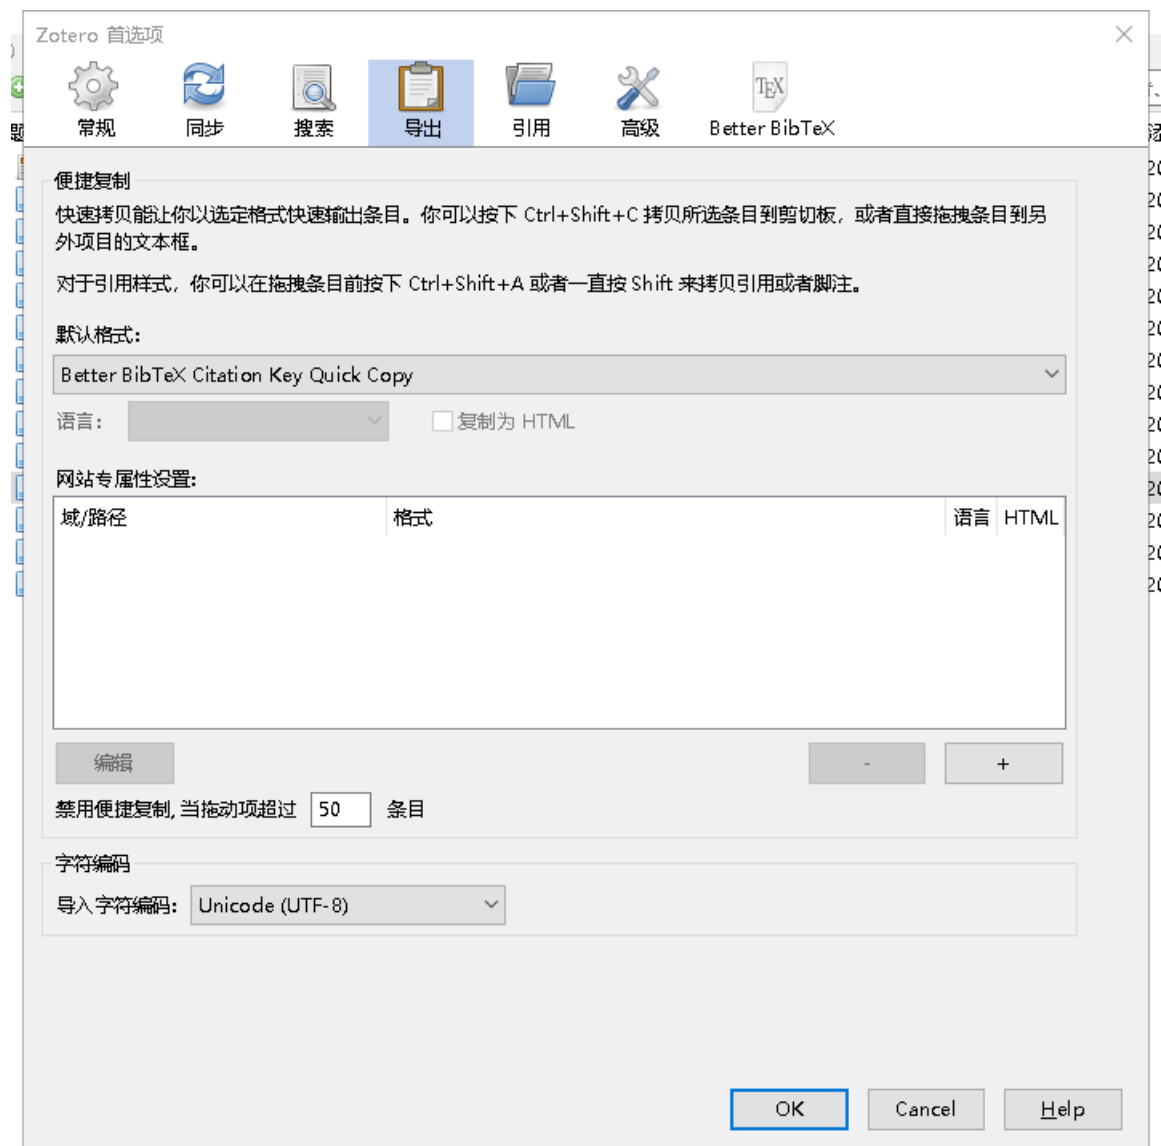 Zotero 首选项
常规 同步 搜索 导出 引用 高级 Better BibTeX
TEX
便捷复制
快速拷贝能让你以选定格式快速输出条目。你可以按下 Ctrl+Shift+C 拷贝所选条目到剪切板，或者直接拖拽条目到另
外项目的文本框。
对于引用样式，你可以在拖拽条目前按下 Ctrl+Shift+A 或者一直按 Shift 来拷贝引用或者脚注。
默认格式:
Better BibTeX Citation Key Quick Copy
语言: 复制为 HTML
网站专属性设置:
域/路径 格式 语言 HTML
编辑 - +
禁用便捷复制, 当拖动项超过 50 条目
字符编码
导入字符编码: Unicode (UTF-8)
OK Cancel Help